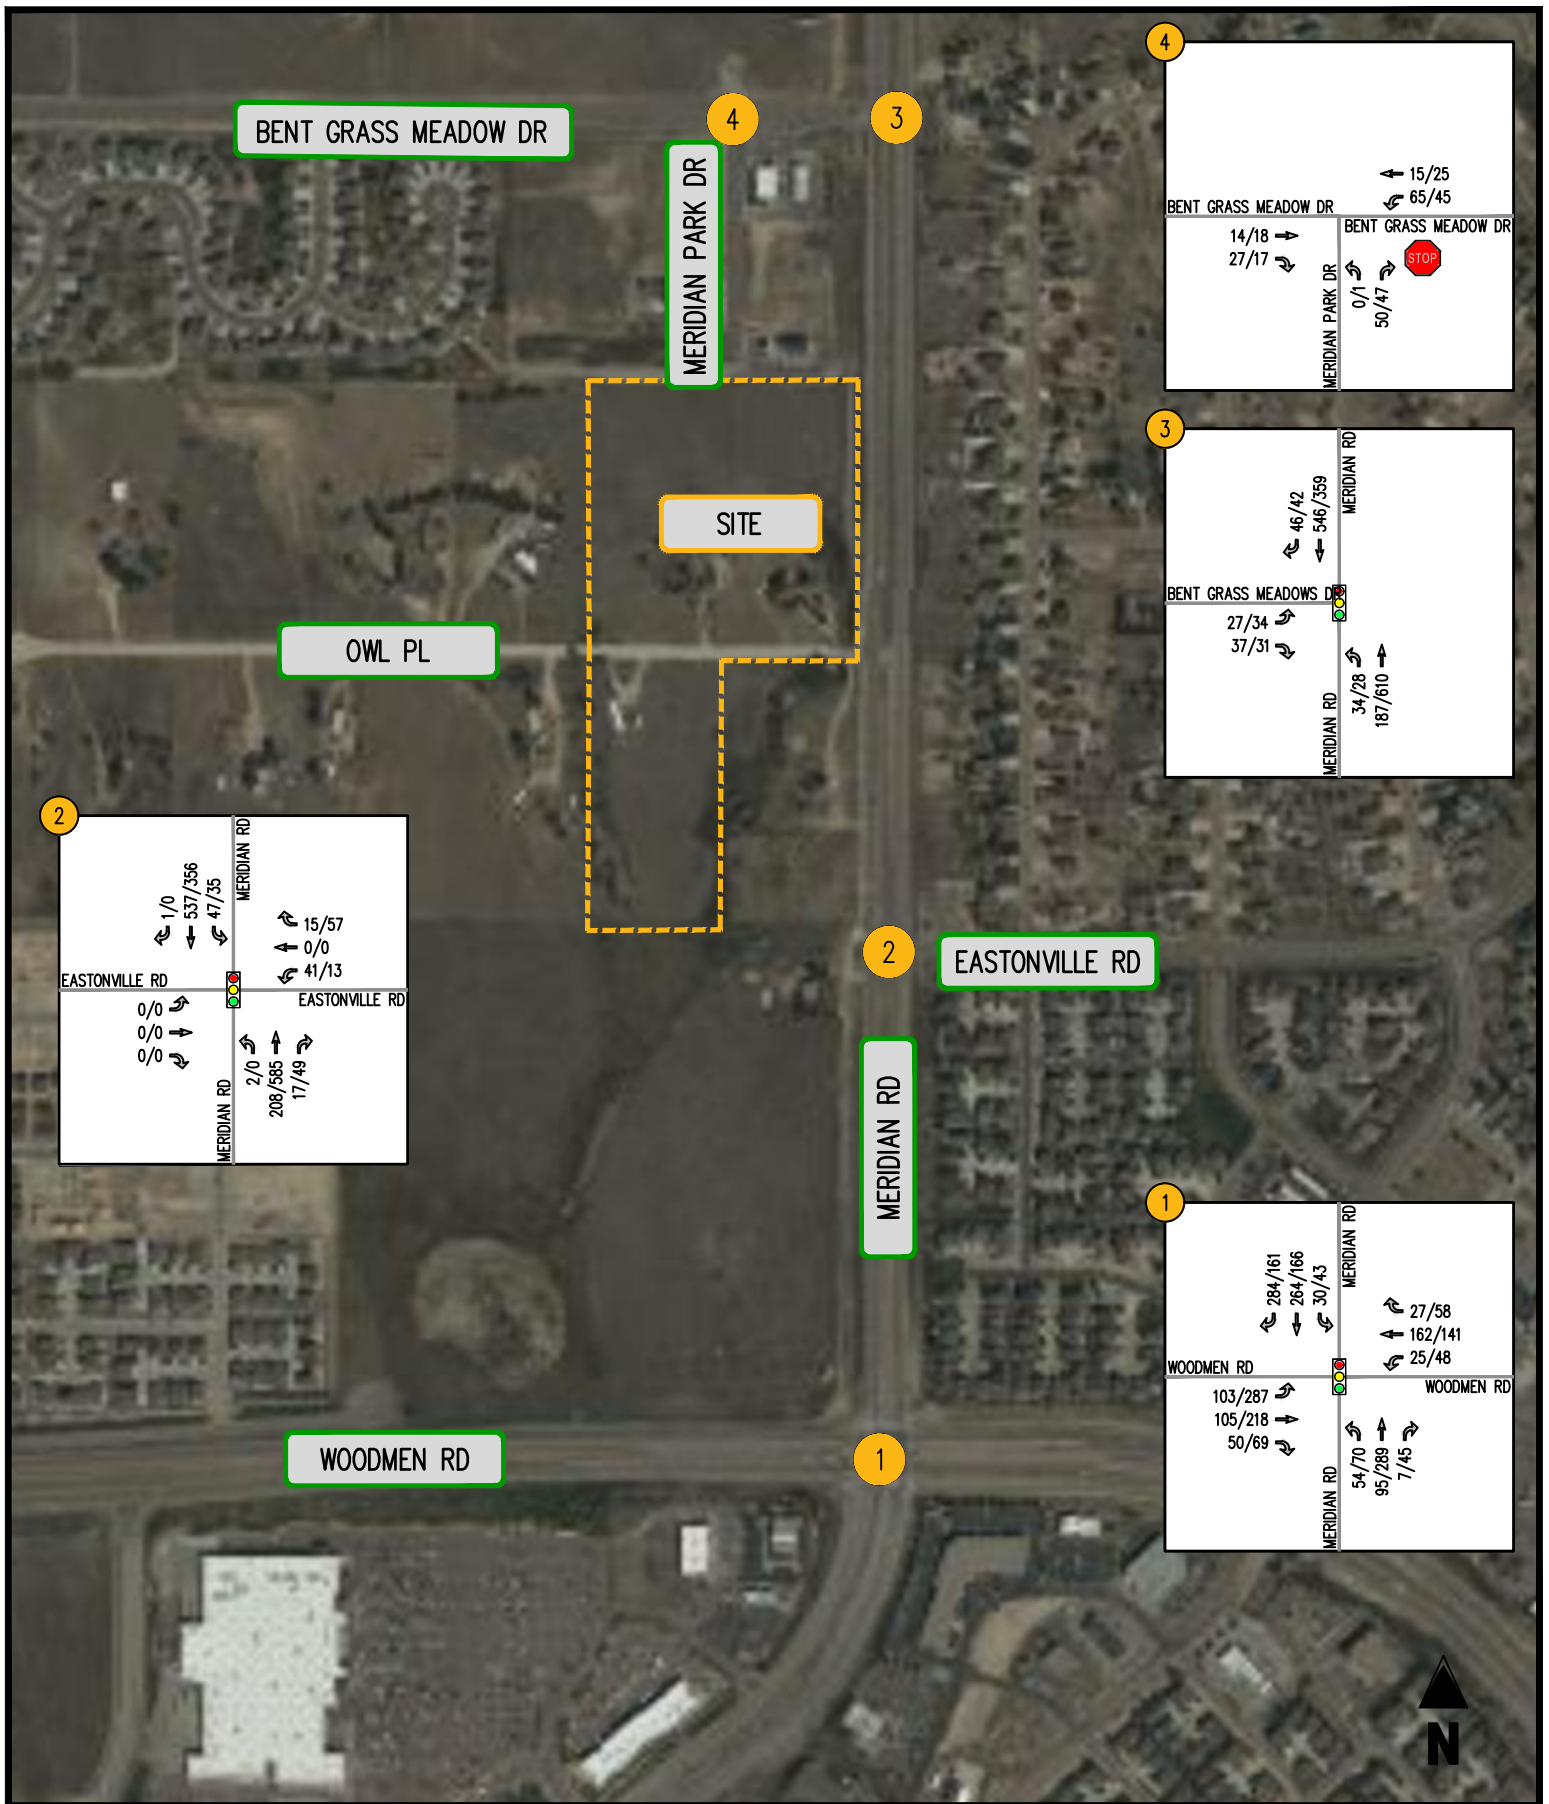 4
BENT GRASS MEADOW DR
4
3
MERIDIAN PARK DR
15/25
65/45
BENT GRASS MEADOW DR
BENT GRASS MEADOW DR
14/18
27/17
STOP
0/1
50/47
MERIDIAN PARK DR
3
MERIDIAN RD
46/42
546/359
BENT GRASS MEADOWS DR
27/34
37/31
34/28
187/610
MERIDIAN RD
SITE
OWL PL
2
MERIDIAN RD
1/0
537/356
47/35
15/57
0/0
41/13
EASTONVILLE RD
EASTONVILLE RD
0/0
0/0
0/0
2/0
208/585
17/49
MERIDIAN RD
2
EASTONVILLE RD
MERIDIAN RD
1
MERIDIAN RD
284/161
264/166
30/43
27/58
162/141
25/48
WOODMEN RD
WOODMEN RD
103/287
105/218
50/69
54/70
95/289
7/45
MERIDIAN RD
WOODMEN RD
1
N